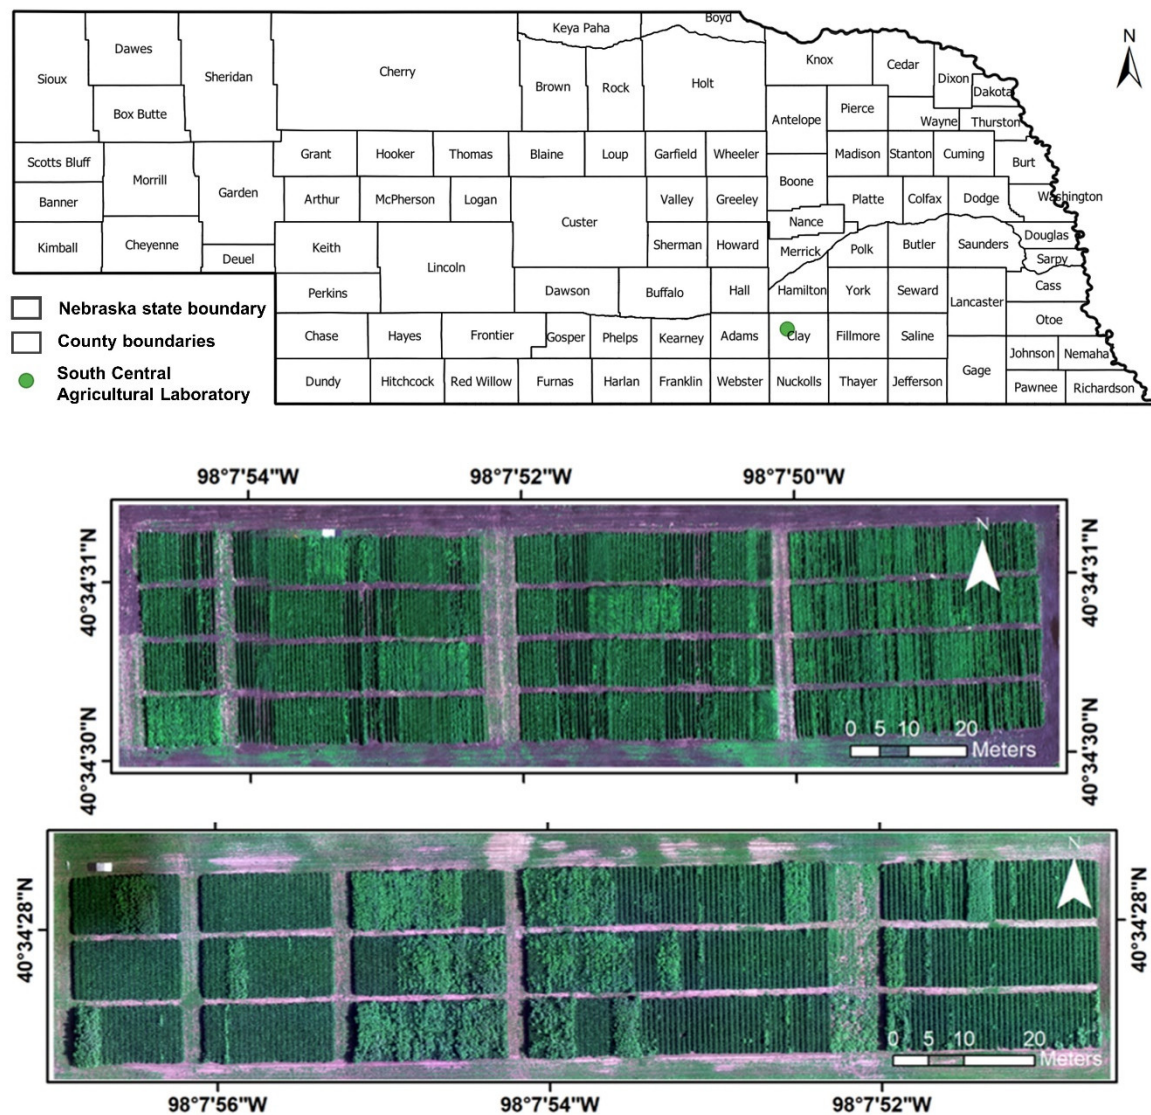 Boyd
Keya Paha
N
Dawes
Knox
Cedar
Sioux
Sheridan
Cherry
Brown
Rock
Holt
Dixon
Dakota
Box Butte
Antelope
Pierce
Wayne
Thurston
Scotts Bluff
Grant
Hooker
Thomas
Blaine
Loup
Garfield
Wheeler
Madison
Stanton
Cuming
Burt
Morrill
Garden
Boone
Banner
Arthur
McPherson
Logan
Custer
Valley
Greeley
Platte
Colfax
Dodge
Washington
Nance
Kimball
Cheyenne
Deuel
Keith
Lincoln
Sherman
Howard
Merrick
Polk
Butler
Saunders
Douglas
Sarpy
Perkins
Dawson
Buffalo
Hall
Hamilton
York
Seward
Lancaster
Cass
Otoe
Chase
Hayes
Frontier
Gosper
Phelps
Kearney
Adams
Clay
Fillmore
Saline
Gage
Johnson
Nemaha
Dundy
Hitchcock
Red Willow
Furnas
Harlan
Franklin
Webster
Nuckolls
Thayer
Jefferson
Pawnee
Richardson
Nebraska state boundary
County boundaries
South Central
Agricultural Laboratory
98°7'54"W
98°7'52"W
98°7'50"W
40°34'31"N
40°34'30"N
N
40°34'31"N
40°34'30"N
0 5 10 20
Meters
40°34'28"N
N
40°34'28"N
0 5 10 20
Meters
98°7'56"W
98°7'54"W
98°7'52"W